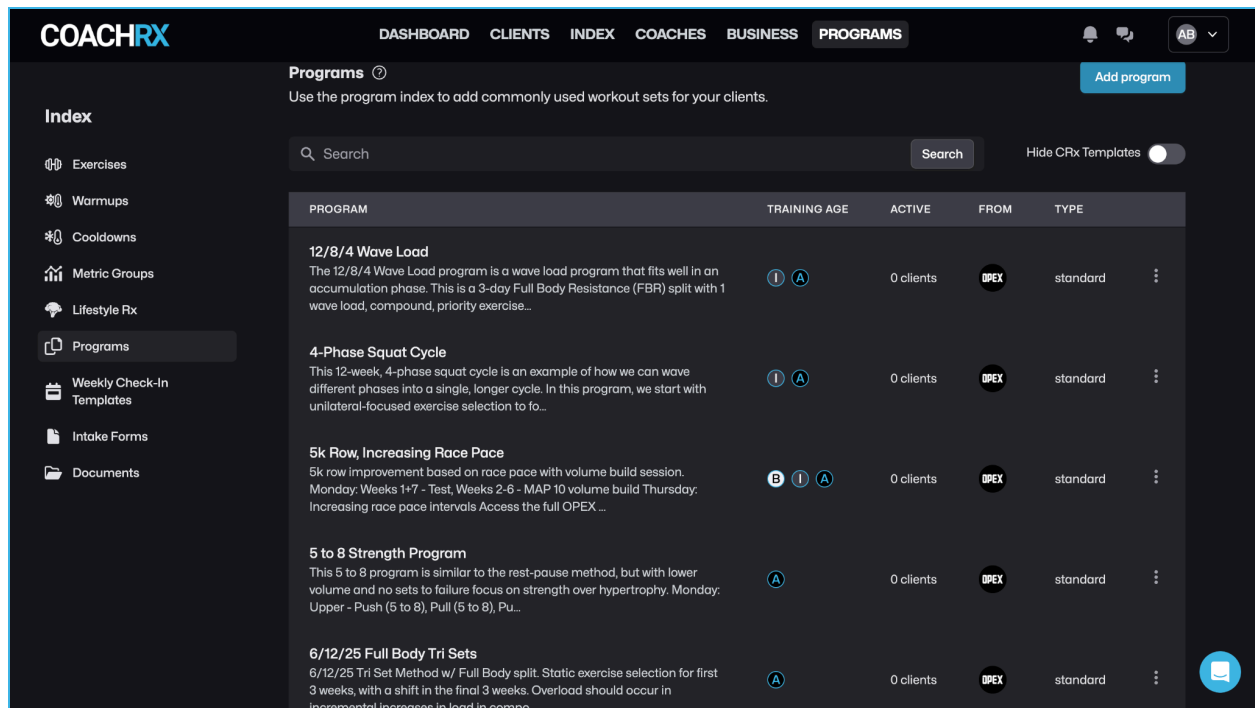 COACHRX
DASHBOARD
CLIENTS
INDEX
COACHES
BUSINESS
PROGRAMS
AB
Index
Exercises
Warmups
Cooldowns
Metric Groups
Lifestyle Rx
Programs
Weekly Check-In
Templates
Intake Forms
Documents
Programs ?
Add program
Use the program index to add commonly used workout sets for your clients.
Search
Search
Hide CRx Templates
PROGRAM
TRAINING AGE
ACTIVE
FROM
TYPE
12/8/4 Wave Load
The 12/8/4 Wave Load program is a wave load program that fits well in an
accumulation phase. This is a 3-day Full Body Resistance (FBR) split with 1
wave load, compound, priority exercise...
I A
0 clients
OPEX
standard
4-Phase Squat Cycle
This 12-week, 4-phase squat cycle is an example of how we can wave
different phases into a single, longer cycle. In this program, we start with
unilateral-focused exercise selection to fo...
I A
0 clients
OPEX
standard
5k Row, Increasing Race Pace
5k row improvement based on race pace with volume build session.
Monday: Weeks 1+7 - Test, Weeks 2-6 - MAP 10 volume build Thursday:
Increasing race pace intervals Access the full OPEX ...
B I A
0 clients
OPEX
standard
5 to 8 Strength Program
This 5 to 8 program is similar to the rest-pause method, but with lower
volume and no sets to failure focus on strength over hypertrophy. Monday:
Upper - Push (5 to 8), Pull (5 to 8), Pu...
A
0 clients
OPEX
standard
6/12/25 Full Body Tri Sets
6/12/25 Tri Set Method w/ Full Body split. Static exercise selection for first
3 weeks, with a shift in the final 3 weeks. Overload should occur in
incremental increases in load in compo...
A
0 clients
OPEX
standard